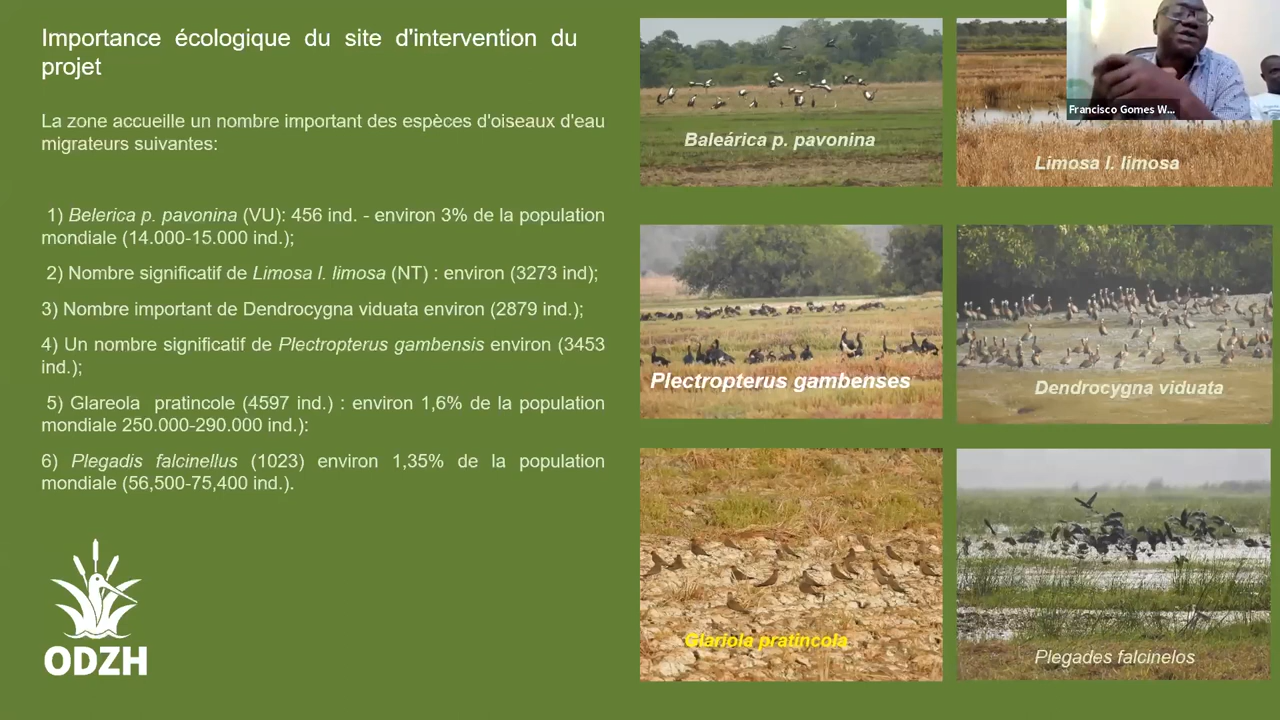 Importance écologique du site d'intervention du
projet
La zone accueille un nombre important des espèces d'oiseaux d'eau
migrateurs suivantes:
1) Belerica p. pavonina (VU): 456 ind. - environ 3% de la population
mondiale (14.000-15.000 ind.);
2) Nombre significatif de Limosa l. limosa (NT) : environ (3273 ind);
3) Nombre important de Dendrocygna viduata environ (2879 ind.);
4) Un nombre significatif de Plectropterus gambensis environ (3453
ind.);
5) Glareola pratincole (4597 ind.) : environ 1,6% de la population
mondiale 250.000-290.000 ind.):
6) Plegadis falcinellus (1023) environ 1,35% de la population
mondiale (56,500-75,400 ind.).
ODZH
Baleárica p. pavonina
Francisco Gomes W...
Limosa l. limosa
Plectropterus gambenses
Dendrocygna viduata
Glariola pratincola
Plegades falcinelos